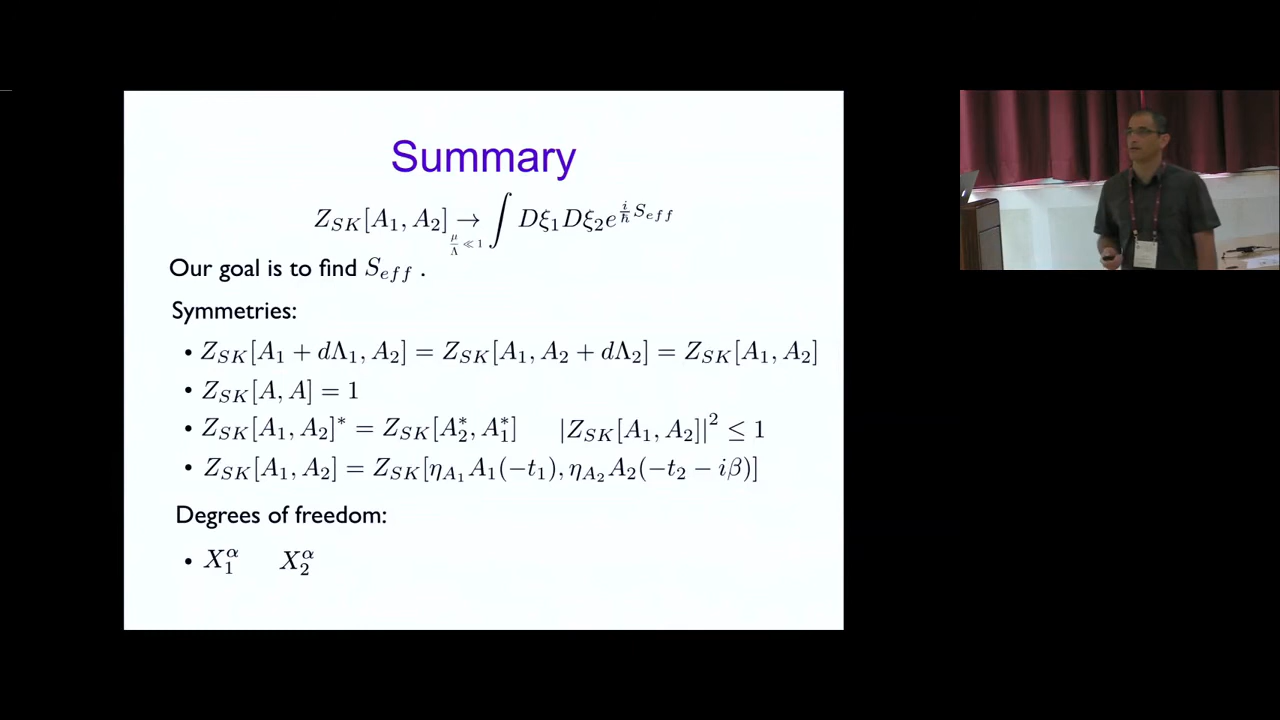 Summary
$Z_{SK}[A_1, A_2] \underset{\frac{\mu}{\Lambda} \ll 1}{\rightarrow} \int D\xi_1 D\xi_2 e^{\frac{i}{\hbar} S_{eff}}$
Our goal is to find $S_{eff}$ .
Symmetries:
• $Z_{SK}[A_1 + d\Lambda_1, A_2] = Z_{SK}[A_1, A_2 + d\Lambda_2] = Z_{SK}[A_1, A_2]$
• $Z_{SK}[A, A] = 1$
• $Z_{SK}[A_1, A_2]^* = Z_{SK}[A_2^*, A_1^*]$ $|Z_{SK}[A_1, A_2]|^2 \leq 1$
• $Z_{SK}[A_1, A_2] = Z_{SK}[\eta_{A_1} A_1(-t_1), \eta_{A_2} A_2(-t_2 - i\beta)]$
Degrees of freedom:
• $X_1^\alpha$ $X_2^\alpha$